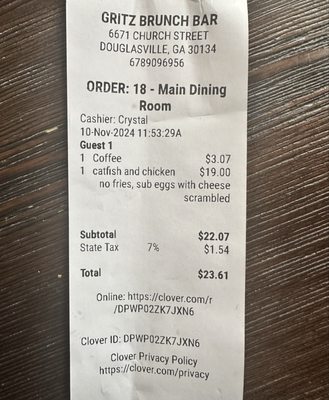 GRITZ BRUNCH BAR
6671 CHURCH STREET
DOUGLASVILLE, GA 30134
6789096956
ORDER: 18 - Main Dining
Room
Cashier: Crystal
10-Nov-2024 11:53:29A
Guest 1
1 Coffee $3.07
1 catfish and chicken $19.00
no fries, sub eggs with cheese
scrambled
Subtotal $22.07
State Tax 7% $1.54
Total $23.61
Online: https://clover.com/r
/DPWP02ZK7JXN6
Clover ID: DPWP02ZK7JXN6
Clover Privacy Policy
https://clover.com/privacy